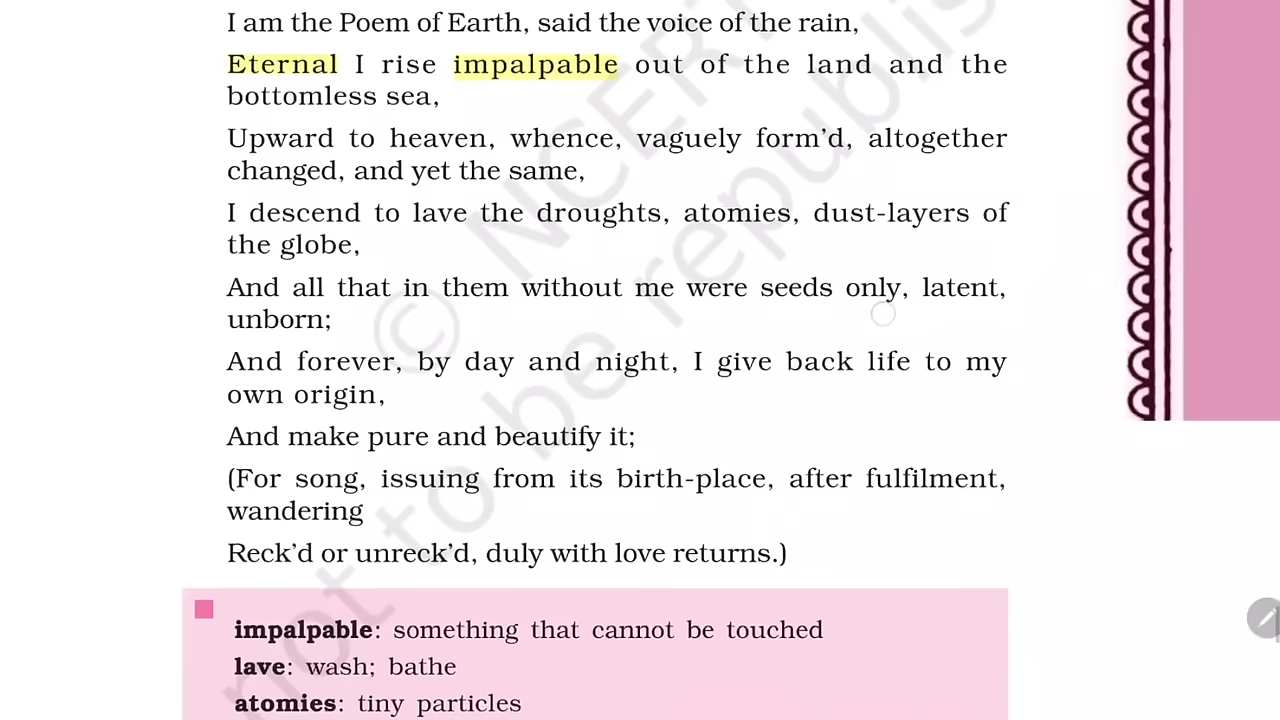 I am the Poem of Earth, said the voice of the rain,
Eternal I rise impalpable out of the land and the
bottomless sea,
Upward to heaven, whence, vaguely form’d, altogether
changed, and yet the same,
I descend to lave the droughts, atomies, dust-layers of
the globe,
And all that in them without me were seeds only, latent,
unborn;
And forever, by day and night, I give back life to my
own origin,
And make pure and beautify it;
(For song, issuing from its birth-place, after fulfilment,
wandering
Reck’d or unreck’d, duly with love returns.)
impalpable: something that cannot be touched
lave: wash; bathe
atomies: tiny particles
© NCERT
not to be republis